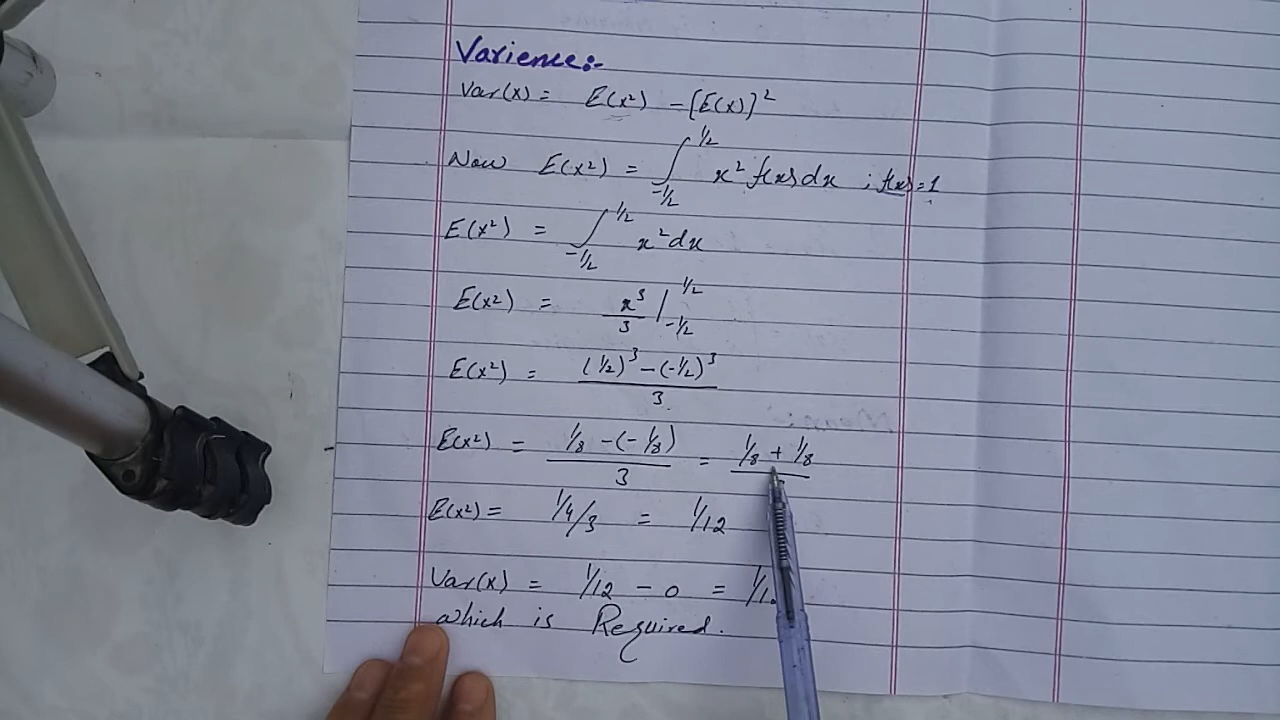 Varience:-
Var(x) = E(x²) - [E(x)]²
Now E(x²) = ∫_{-1/2}^{1/2} x² f(x) dx ; f(x) = 1
E(x²) = ∫_{-1/2}^{1/2} x² dx
E(x²) = x³/3 |_{-1/2}^{1/2}
E(x²) = ((1/2)³ - (-1/2)³)/3.
E(x²) = (1/8 - (-1/8))/3 = (1/8 + 1/8)/
E(x²) = 1/4/3 = 1/12
Var(x) = 1/12 - 0 =
which is Required.